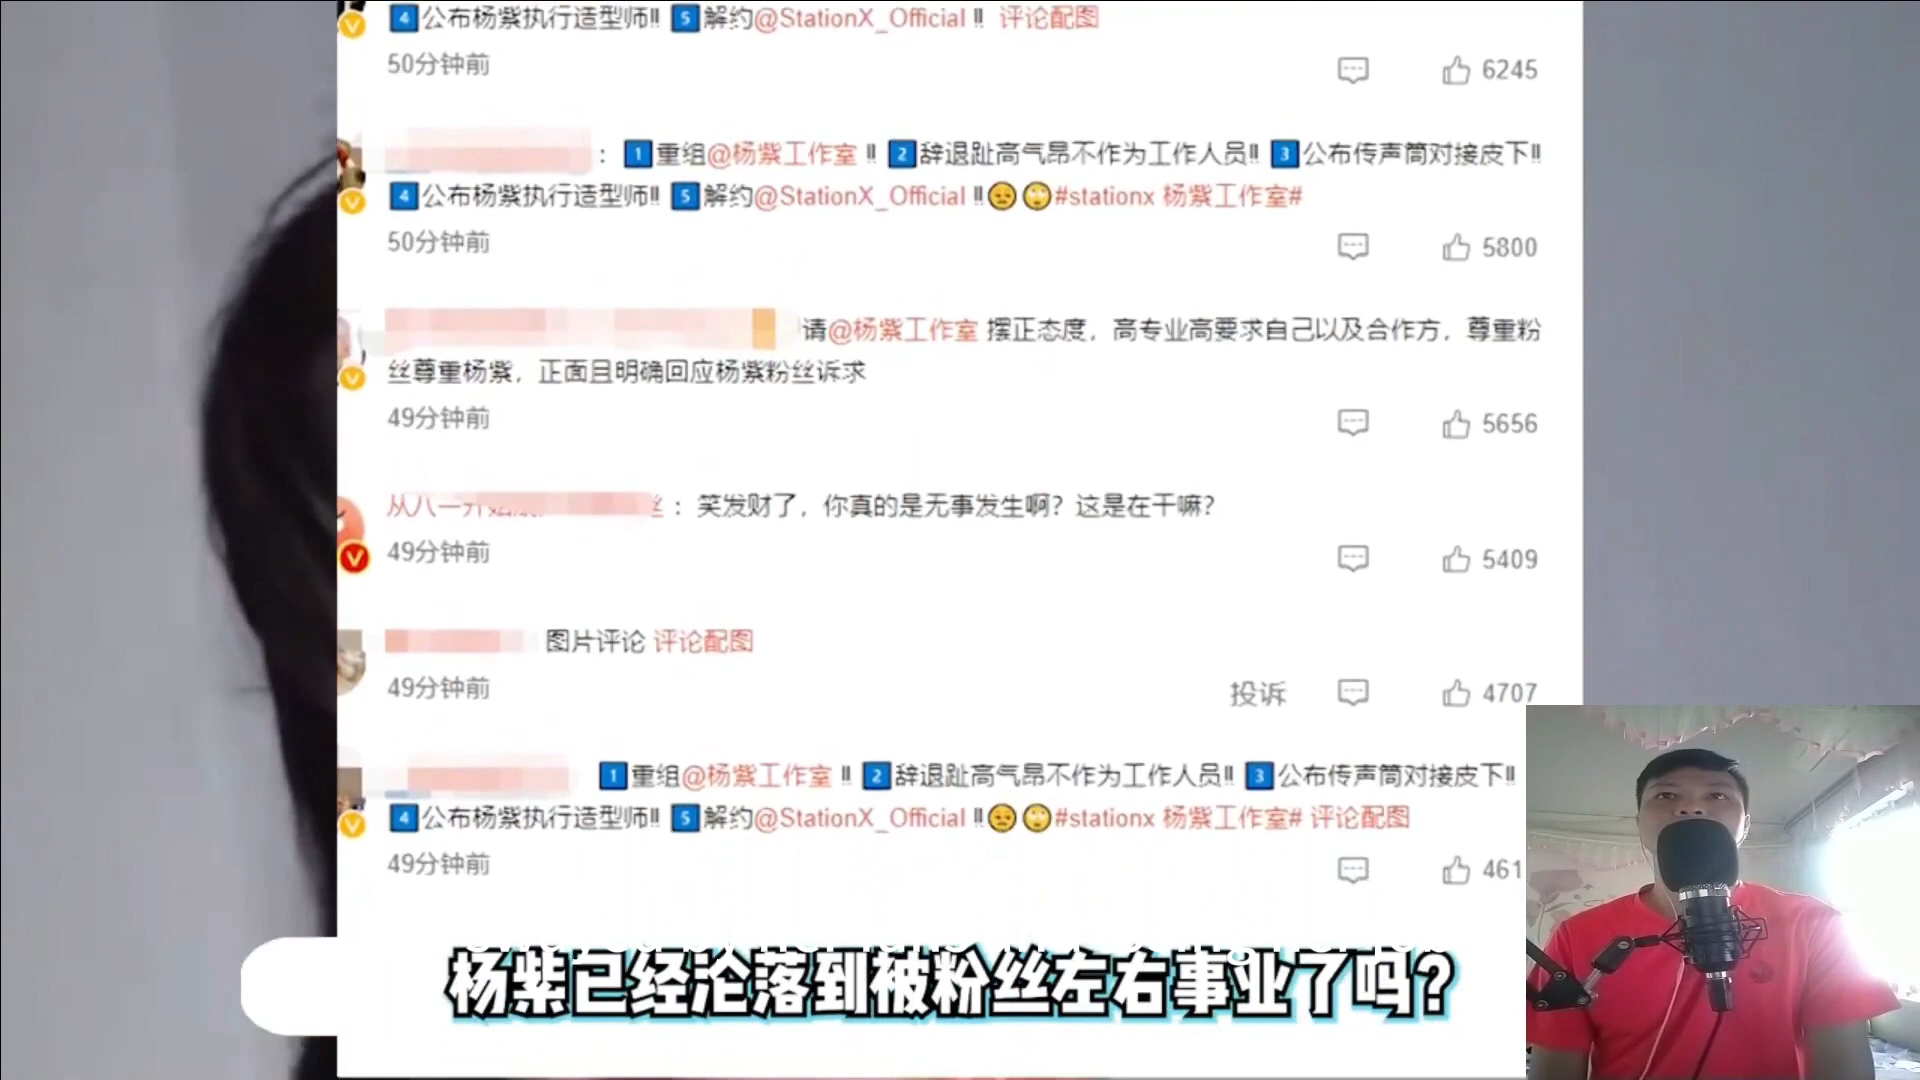 4公布杨紫执行造型师‼ 5解约@StationX_Official‼ 评论配图
50分钟前
6245
：1重组@杨紫工作室‼ 2辞退趾高气昂不作为工作人员‼ 3公布传声筒对接皮下‼
4公布杨紫执行造型师‼ 5解约@StationX_Official‼😔🙄#stationx 杨紫工作室#
50分钟前
5800
请@杨紫工作室 摆正态度，高专业高要求自己以及合作方，尊重粉
丝尊重杨紫，正面且明确回应杨紫粉丝诉求
49分钟前
5656
：笑发财了，你真的是无事发生啊？这是在干嘛？
49分钟前
5409
图片评论 评论配图
49分钟前
投诉
4707
1重组@杨紫工作室‼ 2辞退趾高气昂不作为工作人员‼ 3公布传声筒对接皮下‼
4公布杨紫执行造型师‼ 5解约@StationX_Official‼😔🙄#stationx 杨紫工作室# 评论配图
49分钟前
461
杨紫已经沦落到被粉丝左右事业了吗？